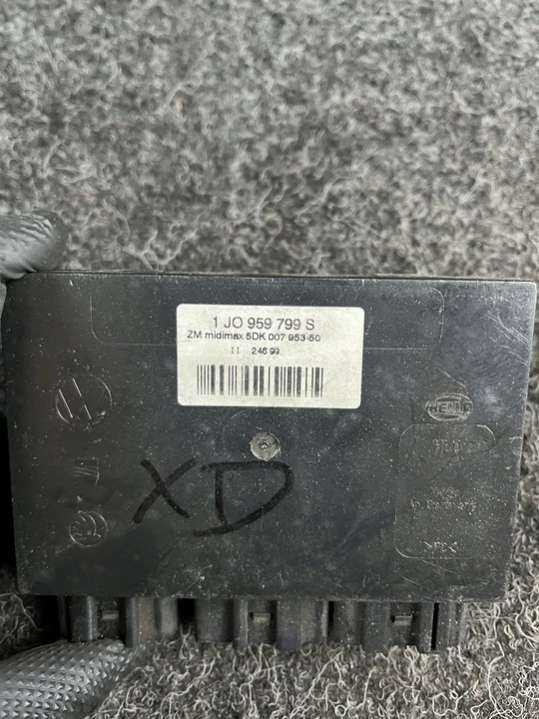 1 JO 959 799 S
ZM midimax 5DK 007 953-50
11 246 99
HELLA
XD